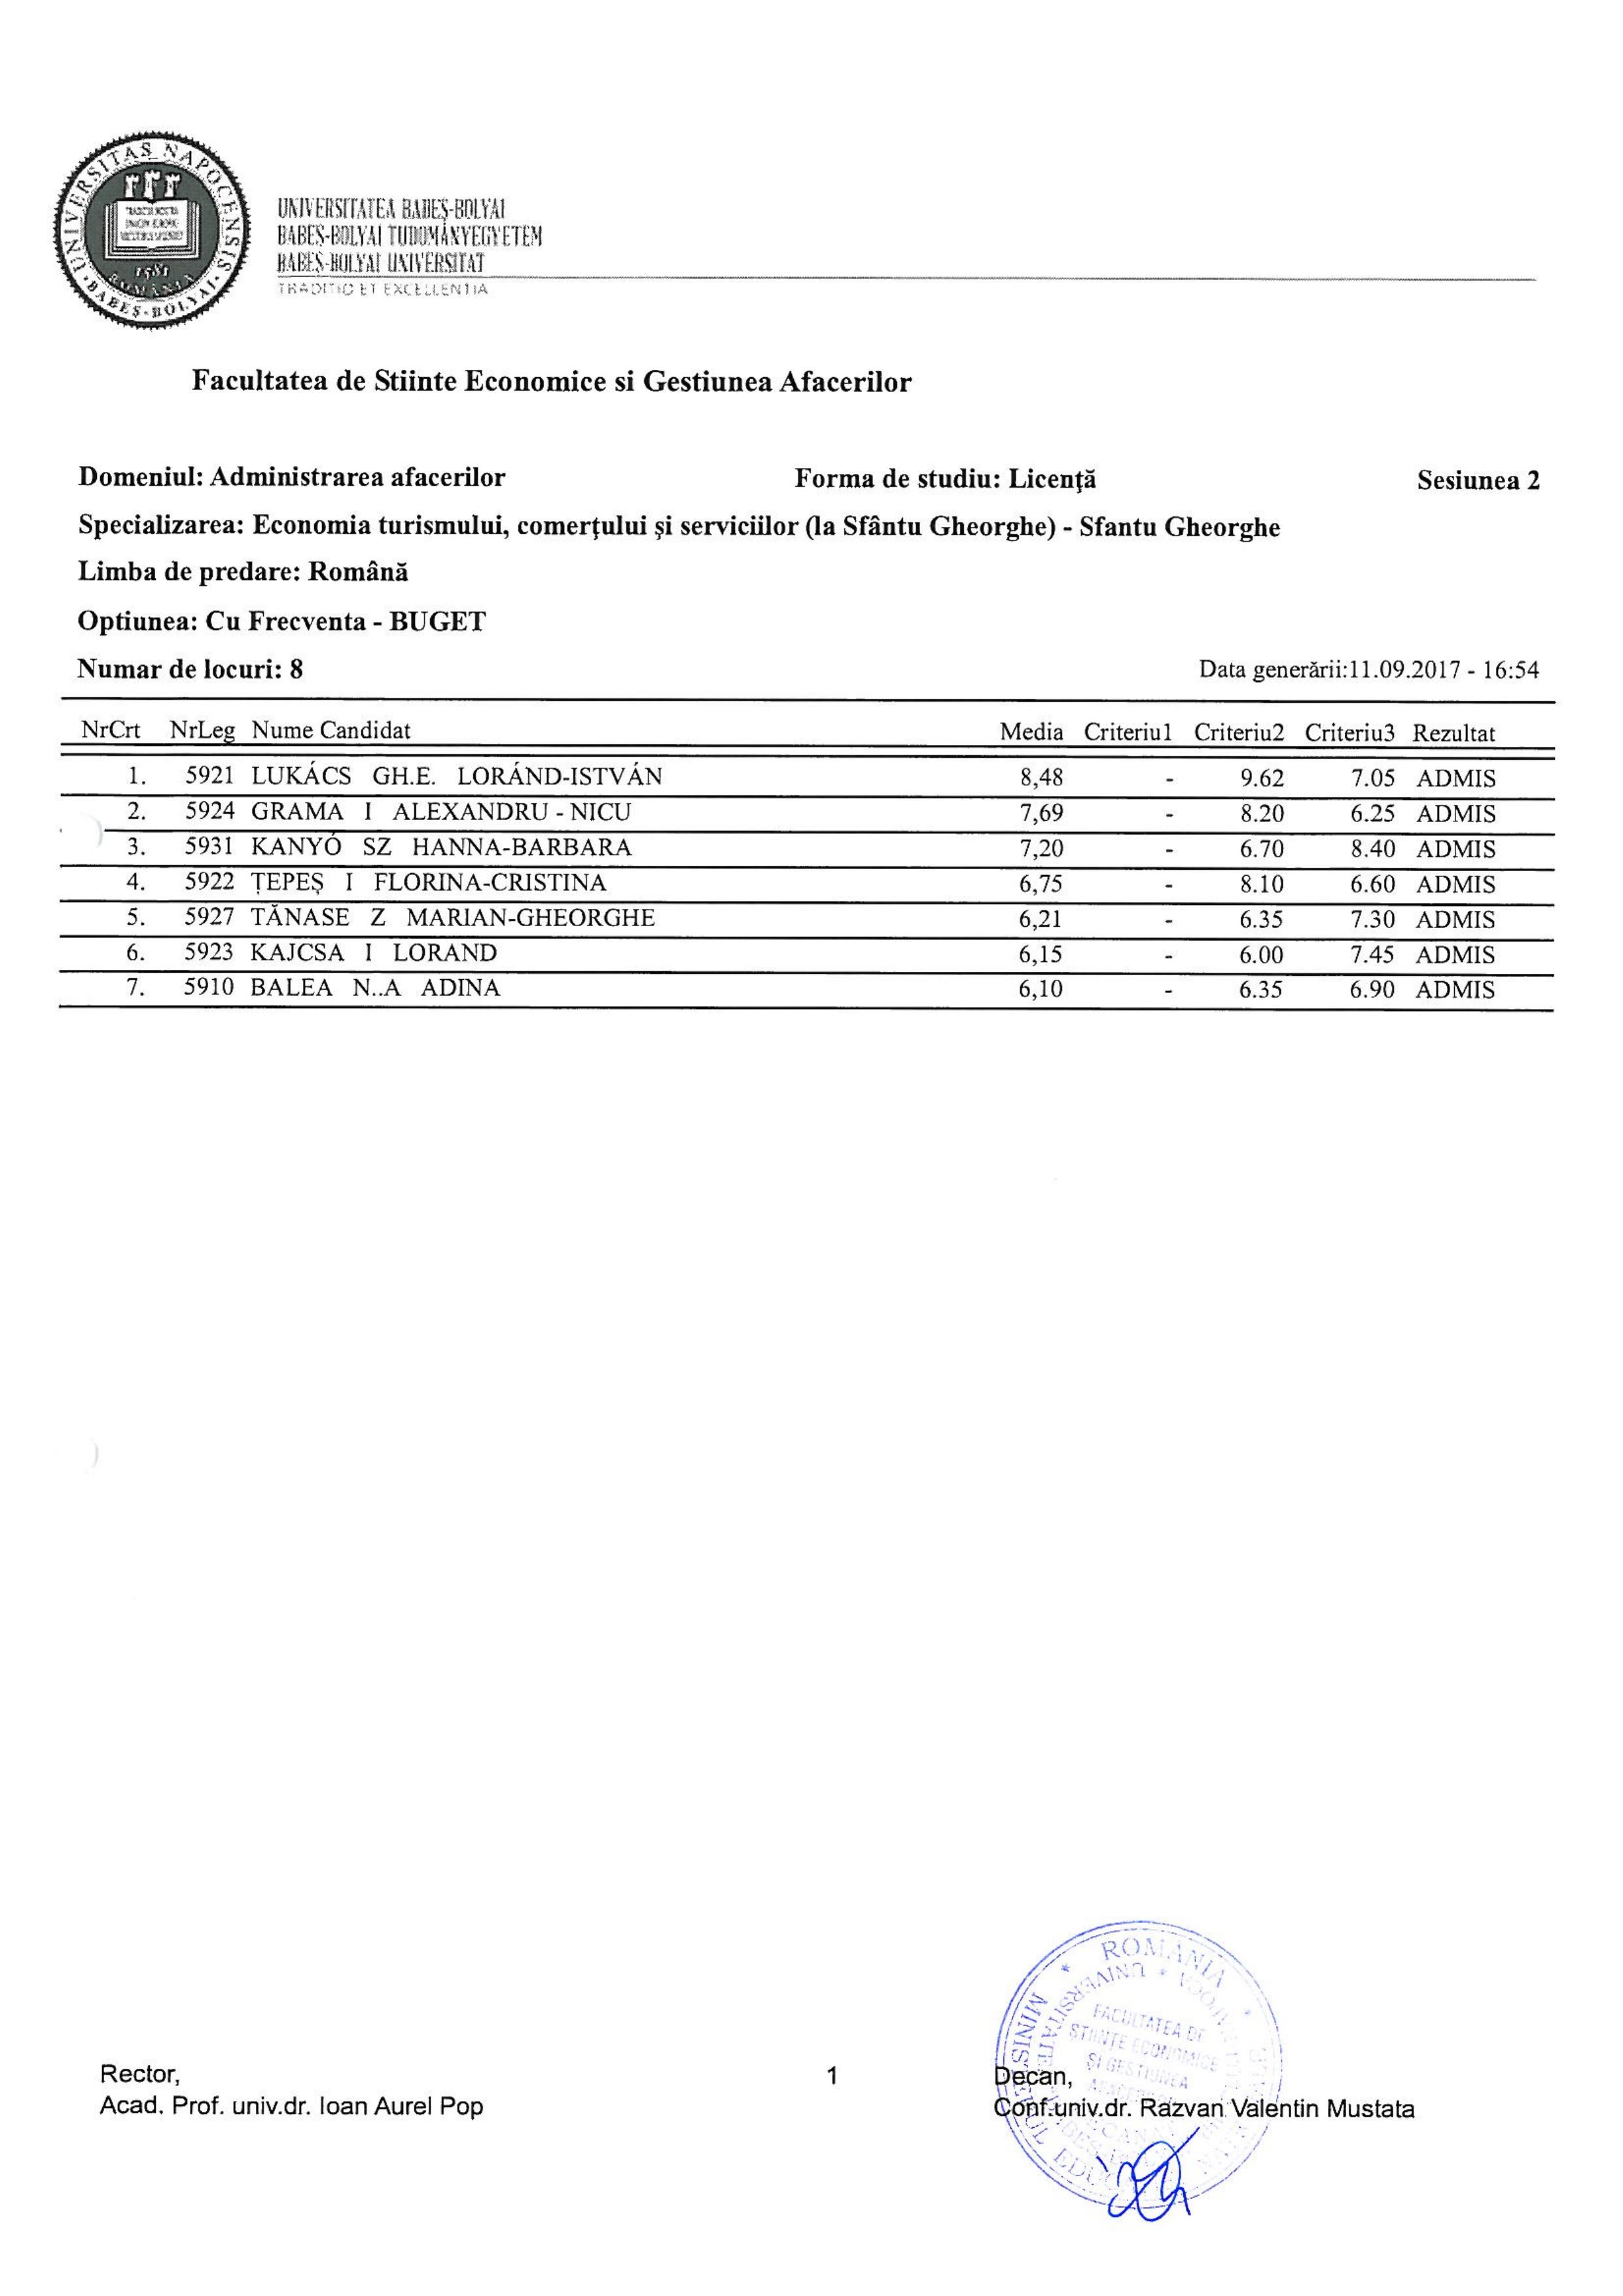 UNIVERSITAS NAPOCENSIS
1581
ROMANIA
BABEȘ-BOLYAI
UNIVERSITATEA BABEŞ-BOLYAI
BABEŞ-BOLYAI TUDOMÁNYEGYETEM
BABEŞ-BOLYAI UNIVERSITAT
TRADITIO ET EXCELLENTIA
Facultatea de Stiinte Economice si Gestiunea Afacerilor
Domeniul: Administrarea afacerilor Forma de studiu: Licenţă Sesiunea 2
Specializarea: Economia turismului, comerţului şi serviciilor (la Sfântu Gheorghe) - Sfantu Gheorghe
Limba de predare: Română
Optiunea: Cu Frecventa - BUGET
Numar de locuri: 8 Data generării:11.09.2017 - 16:54
NrCrt NrLeg Nume Candidat Media Criteriu1 Criteriu2 Criteriu3 Rezultat
1. 5921 LUKÁCS GH.E. LORÁND-ISTVÁN 8,48 - 9.62 7.05 ADMIS
2. 5924 GRAMA I ALEXANDRU - NICU 7,69 - 8.20 6.25 ADMIS
3. 5931 KANYÓ SZ HANNA-BARBARA 7,20 - 6.70 8.40 ADMIS
4. 5922 ȚEPEȘ I FLORINA-CRISTINA 6,75 - 8.10 6.60 ADMIS
5. 5927 TĂNASE Z MARIAN-GHEORGHE 6,21 - 6.35 7.30 ADMIS
6. 5923 KAJCSA I LORAND 6,15 - 6.00 7.45 ADMIS
7. 5910 BALEA N..A ADINA 6,10 - 6.35 6.90 ADMIS
ROMANIA
MINISTERUL
UNIVERSITATE
FACULTATEA DE
ȘTIINȚE ECONOMICE
ȘI GESTIUNEA
Rector, 1 Decan,
Acad. Prof. univ.dr. Ioan Aurel Pop Conf.univ.dr. Razvan Valentin Mustata